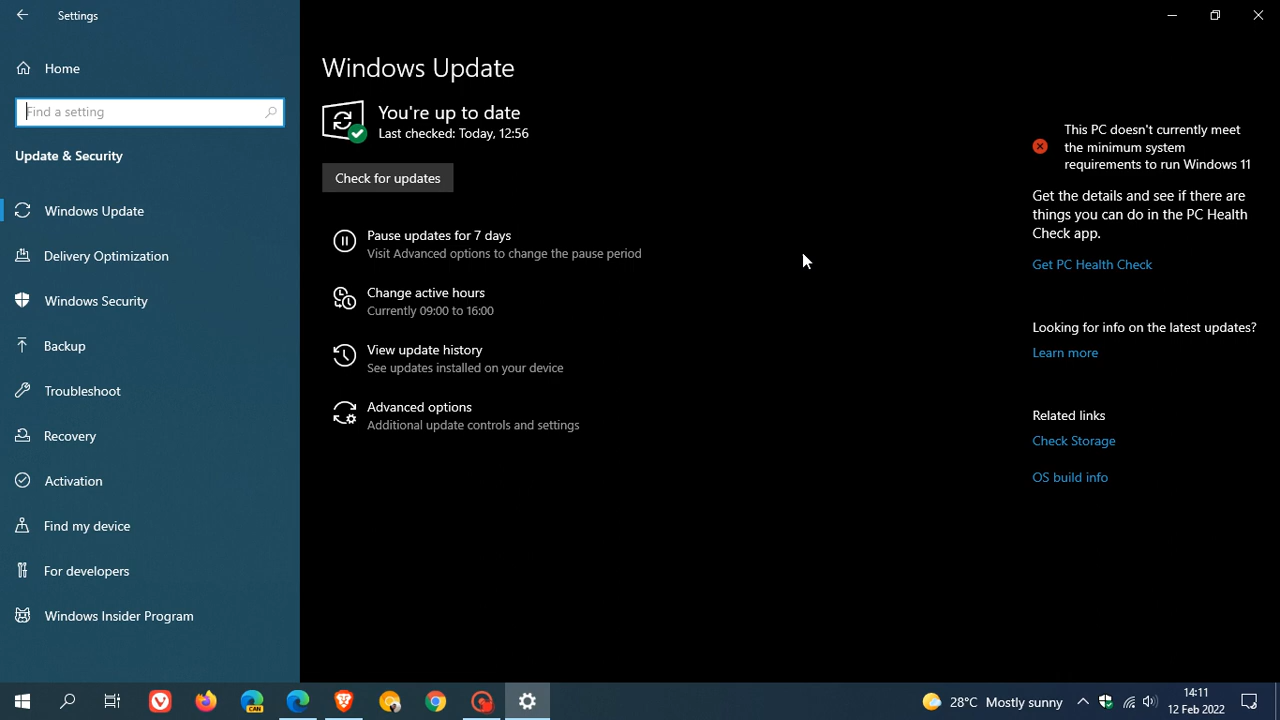 Settings
Home
Find a setting
Update & Security
Windows Update
Delivery Optimization
Windows Security
Backup
Troubleshoot
Recovery
Activation
Find my device
For developers
Windows Insider Program
Windows Update
You're up to date
Last checked: Today, 12:56
Check for updates
Pause updates for 7 days
Visit Advanced options to change the pause period
Change active hours
Currently 09:00 to 16:00
View update history
See updates installed on your device
Advanced options
Additional update controls and settings
This PC doesn't currently meet
the minimum system
requirements to run Windows 11
Get the details and see if there are
things you can do in the PC Health
Check app.
Get PC Health Check
Looking for info on the latest updates?
Learn more
Related links
Check Storage
OS build info
CAN
28°C Mostly sunny
14:11
12 Feb 2022